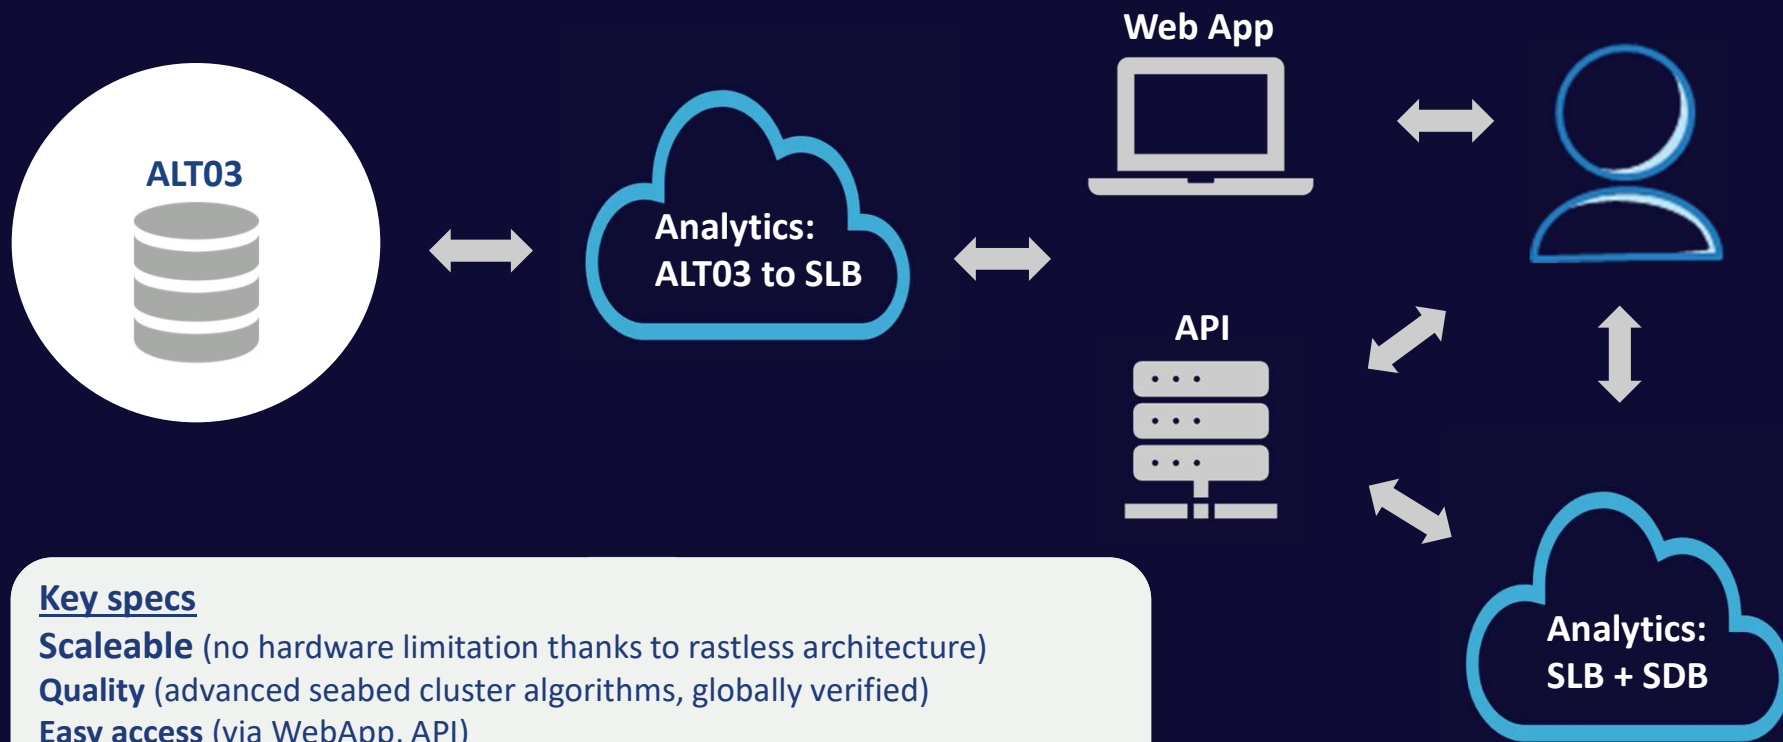 Web App
ALT03
Analytics:
ALT03 to SLB
API
Analytics:
SLB + SDB
Key specs
Scaleable (no hardware limitation thanks to rastless architecture)
Quality (advanced seabed cluster algorithms, globally verified)
Easy access (via WebApp, API)